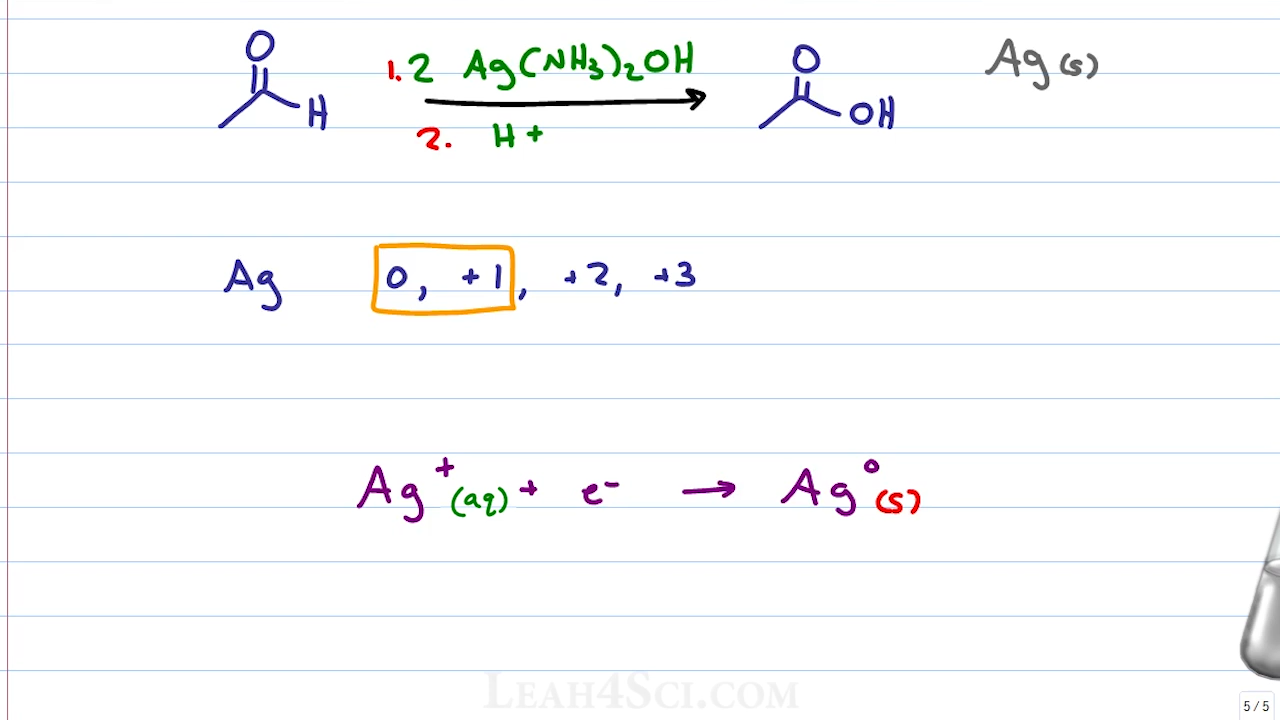 O O
1. 2 Ag(NH3)2OH Ag(s)
H 2. H+ OH
Ag 0, +1, +2, +3
Ag+(aq) + e- → Ag0(s)
LEAH4SCI.COM
5 / 5